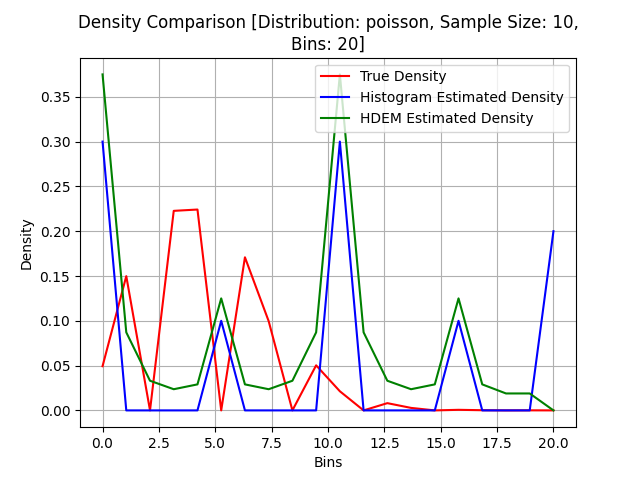 Density Comparison [Distribution: poisson, Sample Size: 10,
Bins: 20]
True Density
Histogram Estimated Density
HDEM Estimated Density
Density
0.35
0.30
0.25
0.20
0.15
0.10
0.05
0.00
0.0 2.5 5.0 7.5 10.0 12.5 15.0 17.5 20.0
Bins